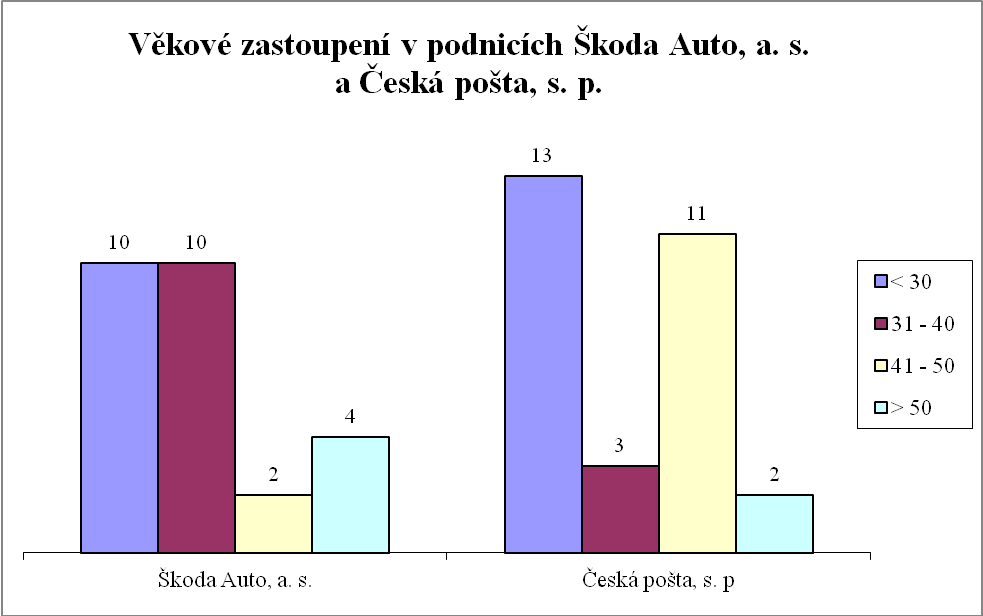 Věkové zastoupení v podnicích Škoda Auto, a. s.
a Česká pošta, s. p.
13
11
10
10
4
3
2
2
< 30
31 - 40
41 - 50
> 50
Škoda Auto, a. s.
Česká pošta, s. p